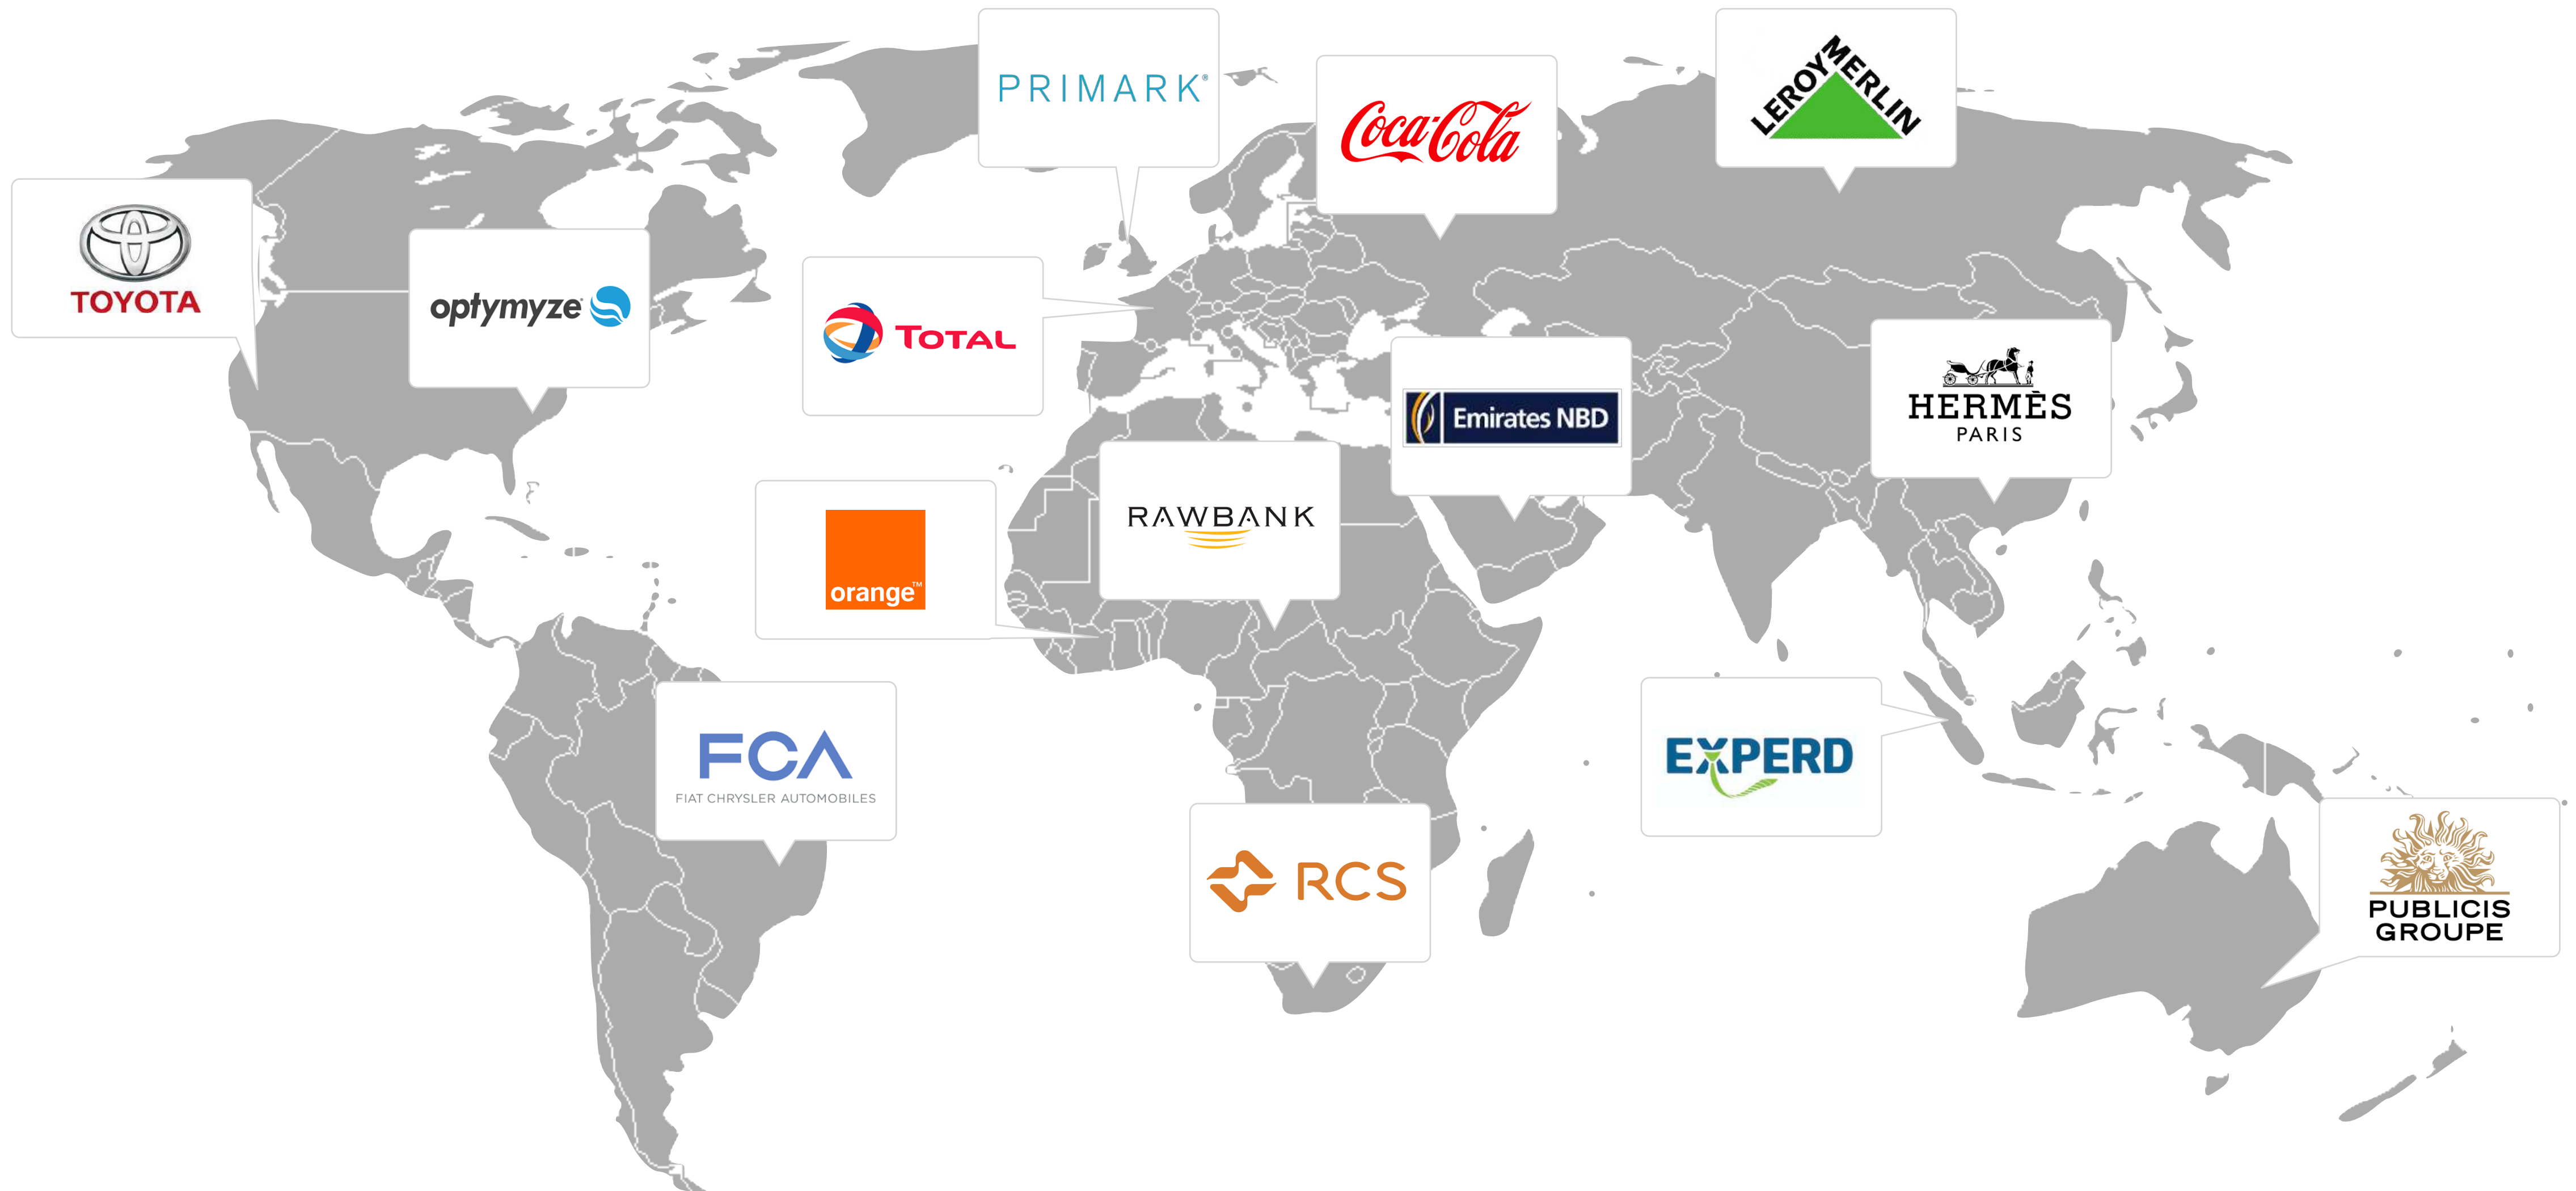 PRIMARK®
Coca-Cola
LEROY MERLIN
TOYOTA
optymyze
TOTAL
Emirates NBD
HERMÈS
PARIS
RAWBANK
orange™
FCA
FIAT CHRYSLER AUTOMOBILES
EXPERD
RCS
PUBLICIS
GROUPE